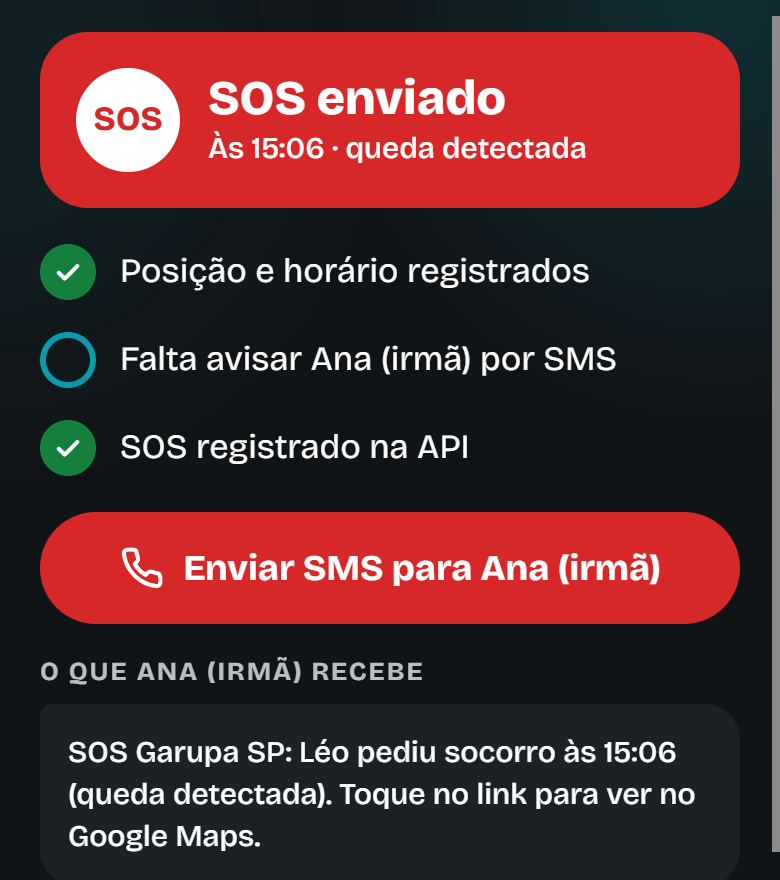 SOS
SOS enviado
Às 15:06 · queda detectada
Posição e horário registrados
Falta avisar Ana (irmã) por SMS
SOS registrado na API
Enviar SMS para Ana (irmã)
O QUE ANA (IRMÃ) RECEBE
SOS Garupa SP: Léo pediu socorro às 15:06
(queda detectada). Toque no link para ver no
Google Maps.